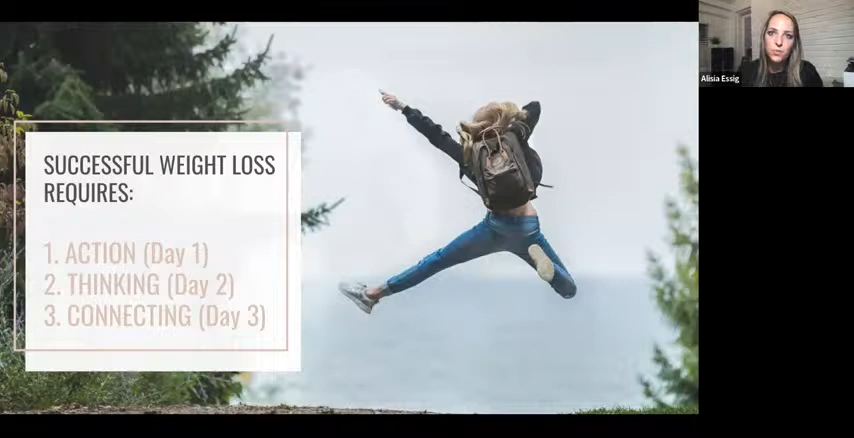 SUCCESSFUL WEIGHT LOSS
REQUIRES:
1. ACTION (Day 1)
2. THINKING (Day 2)
3. CONNECTING (Day 3)
Alisia Essig